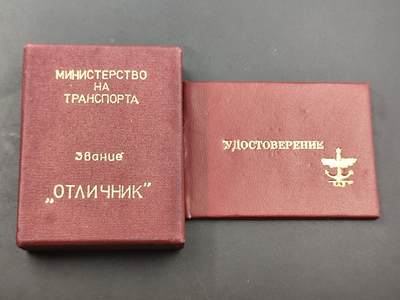 МИНИСТЕРСТВО
НА
ТРАНСПОРТА
Звание
„ОТЛИЧНИК”
УДОСТОВЕРЕНИЕ